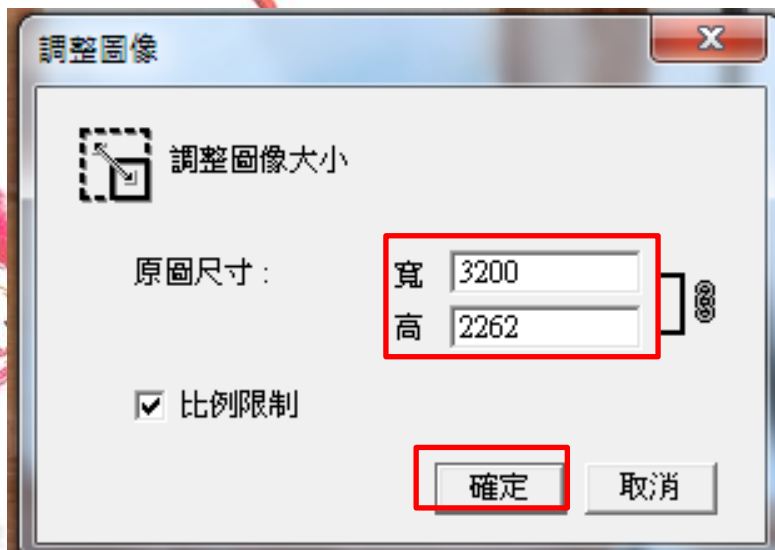 調整圖像
調整圖像大小
原圖尺寸:
寬 3200
高 2262
比例限制
確定 取消